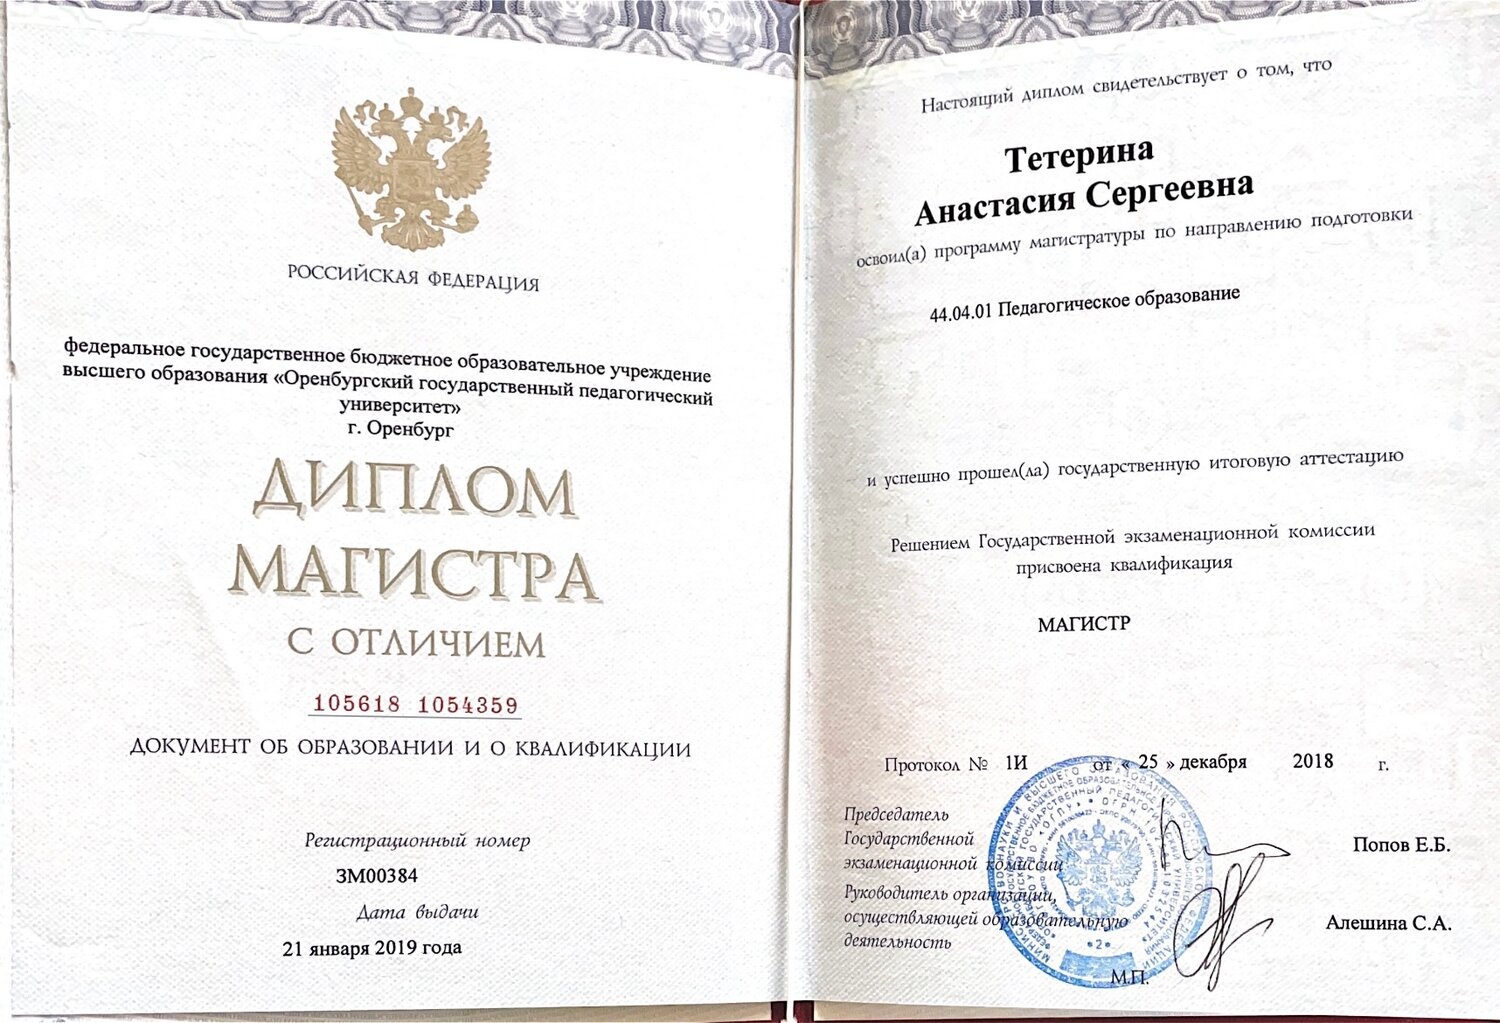 РОССИЙСКАЯ ФЕДЕРАЦИЯ
федеральное государственное бюджетное образовательное учреждение
высшего образования «Оренбургский государственный педагогический
университет»
г. Оренбург
ДИПЛОМ
МАГИСТРА
С ОТЛИЧИЕМ
105618 1054359
ДОКУМЕНТ ОБ ОБРАЗОВАНИИ И О КВАЛИФИКАЦИИ
Регистрационный номер
ЗМ00384
Дата выдачи
21 января 2019 года
Настоящий диплом свидетельствует о том, что
Тетерина
Анастасия Сергеевна
освоил(а) программу магистратуры по направлению подготовки
44.04.01 Педагогическое образование
и успешно прошел(ла) государственную итоговую аттестацию
Решением Государственной экзаменационной комиссии
присвоена квалификация
МАГИСТР
Протокол № 1И от « 25 » декабря 2018 г.
Председатель
Государственной
экзаменационной комиссии
Попов Е.Б.
Руководитель организации,
осуществляющей образовательную
деятельность
Алешина С.А.
М.П.